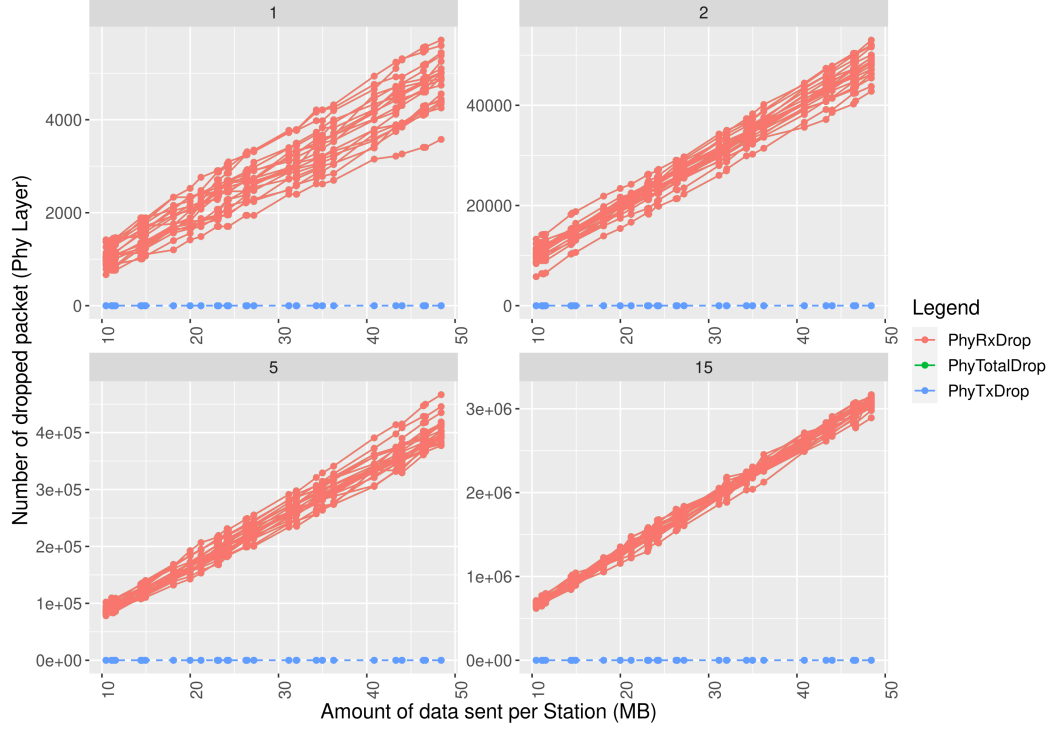 1
2
4000
2000
0
40000
20000
0
10
20
30
40
50
10
20
30
40
50
5
15
4e+05
3e+05
2e+05
1e+05
0e+00
3e+06
2e+06
1e+06
0e+00
10
20
30
40
50
10
20
30
40
50
Number of dropped packet (Phy Layer)
Amount of data sent per Station (MB)
Legend
PhyRxDrop
PhyTotalDrop
PhyTxDrop